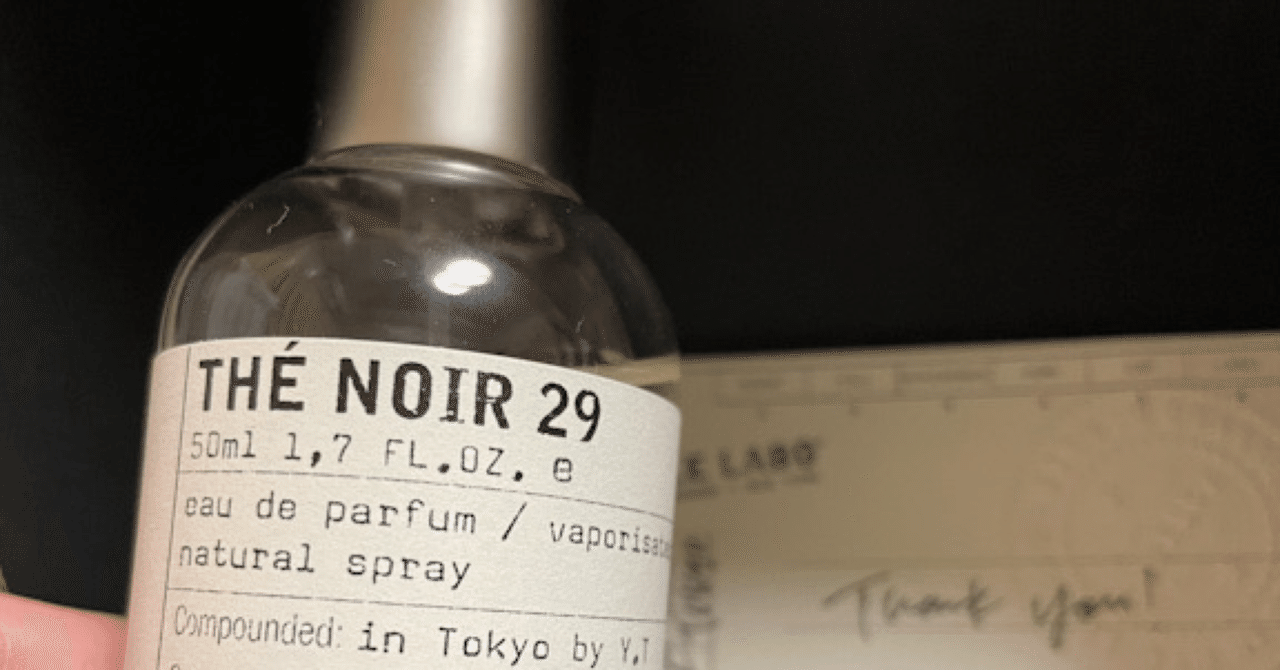 THÉ NOIR 29
50ml 1,7 FL.OZ. e
eau de parfum / vaporisate
natural spray
Compounded: in Tokyo by Y.T
E LABO
Thank you!